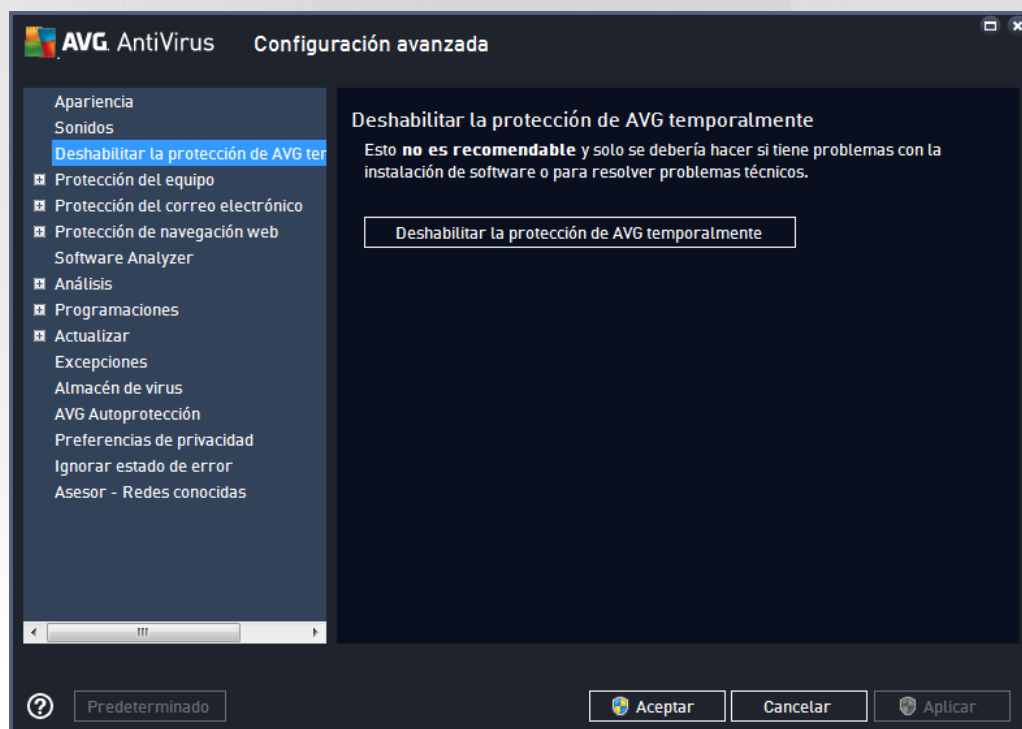 AVG. AntiVirus Configuración avanzada
Apariencia
Sonidos
Deshabilitar la protección de AVG ter
Protección del equipo
Protección del correo electrónico
Protección de navegación web
Software Analyzer
Análisis
Programaciones
Actualizar
Excepciones
Almacén de virus
AVG Autoprotección
Preferencias de privacidad
Ignorar estado de error
Asesor - Redes conocidas
Deshabilitar la protección de AVG temporalmente
Esto no es recomendable y solo se debería hacer si tiene problemas con la
instalación de software o para resolver problemas técnicos.
Deshabilitar la protección de AVG temporalmente
Predeterminado
Aceptar
Cancelar
Aplicar